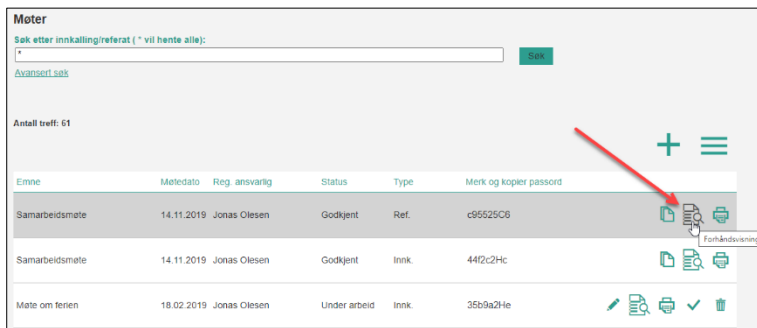 Møter
Søk etter innkalling/referat ( * vil hente alle):
*
Søk
Avansert søk
Antall treff: 61
Emne Møtedato Reg. ansvarlig Status Type Merk og kopier passord
Samarbeidsmøte 14.11.2019 Jonas Olesen Godkjent Ref. c95525C6
Forhåndsvisning
Samarbeidsmøte 14.11.2019 Jonas Olesen Godkjent Innk. 44f2c2Hc
Møte om ferien 18.02.2019 Jonas Olesen Under arbeid Innk. 35b9a2He